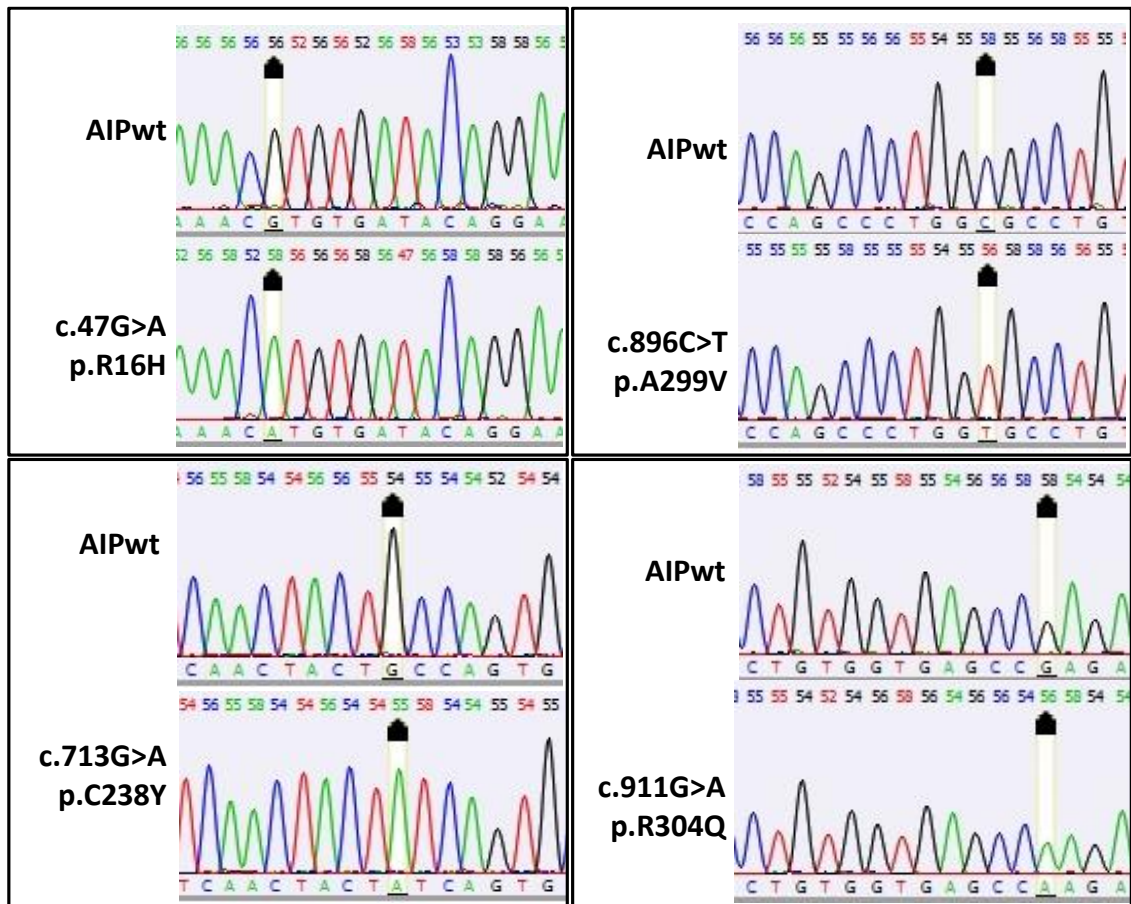 56 56 56 56 56 52 56 56 52 56 58 56 53 53 58 58 56 5
AIPwt
A A A C G T G T G A T A C A G G A A
52 56 58 52 58 56 56 56 58 56 47 56 58 58 58 56 56 5
c.47G>A
p.R16H
A A A C A T G T G A T A C A G G A A
56 56 56 55 55 56 56 55 54 55 58 55 56 58 55 55
AIPwt
C C A G C C C T G G C G C C T G T
55 55 55 55 58 55 55 55 54 55 56 58 58 56 56 55
c.896C>T
p.A299V
C C A G C C C T G G T G C C T G T
56 55 58 54 54 56 56 55 54 55 54 54 52 54 54
AIPwt
C A A C T A C T G C C A G T G
54 56 55 58 54 54 56 54 54 55 58 54 54 55 54 55
c.713G>A
p.C238Y
T C A A C T A C T A T C A G T G
58 55 55 52 54 55 58 55 54 56 56 58 58 54 54 54
AIPwt
C T G T G G T G A G C C G A G A
55 55 54 52 54 56 58 56 54 56 56 54 56 58 54 54
c.911G>A
p.R304Q
C T G T G G T G A G C C A A G A